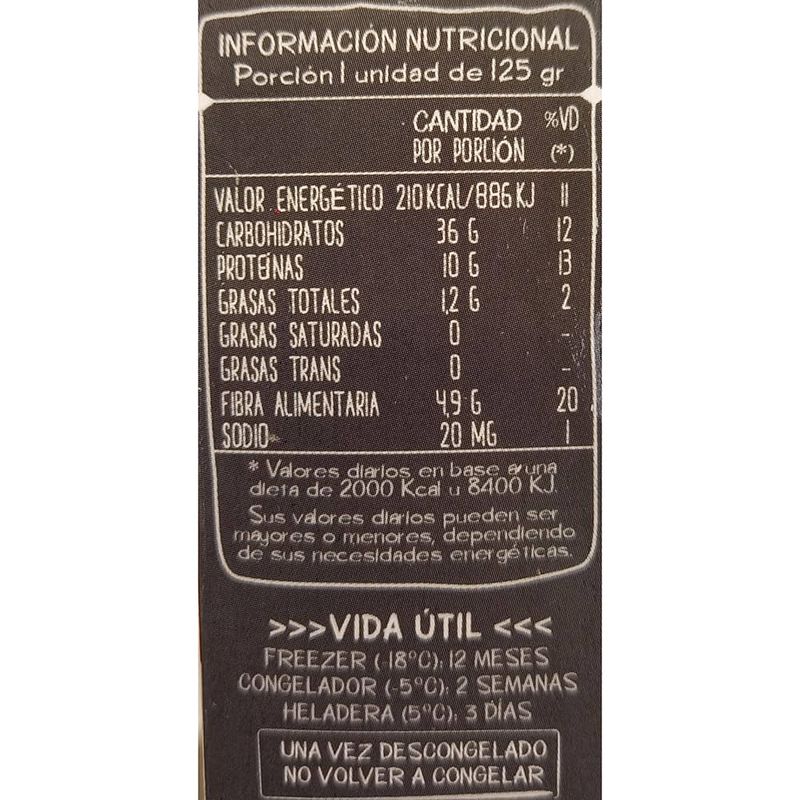 INFORMACIÓN NUTRICIONAL
Porción 1 unidad de 125 gr
CANTIDAD POR PORCIÓN %VD (*)
VALOR ENERGÉTICO 210 KCAL/886 KJ 11
CARBOHIDRATOS 36 G 12
PROTEÍNAS 10 G 13
GRASAS TOTALES 1,2 G 2
GRASAS SATURADAS 0 -
GRASAS TRANS 0 -
FIBRA ALIMENTARIA 4,9 G 20
SODIO 20 MG 1
* Valores diarios en base a una
dieta de 2000 Kcal u 8400 KJ.
Sus valores diarios pueden ser
mayores o menores, dependiendo
de sus necesidades energéticas.
>>>VIDA ÚTIL <<<
FREEZER (-18°C): 12 MESES
CONGELADOR (-5°C): 2 SEMANAS
HELADERA (5°C): 3 DÍAS
UNA VEZ DESCONGELADO
NO VOLVER A CONGELAR